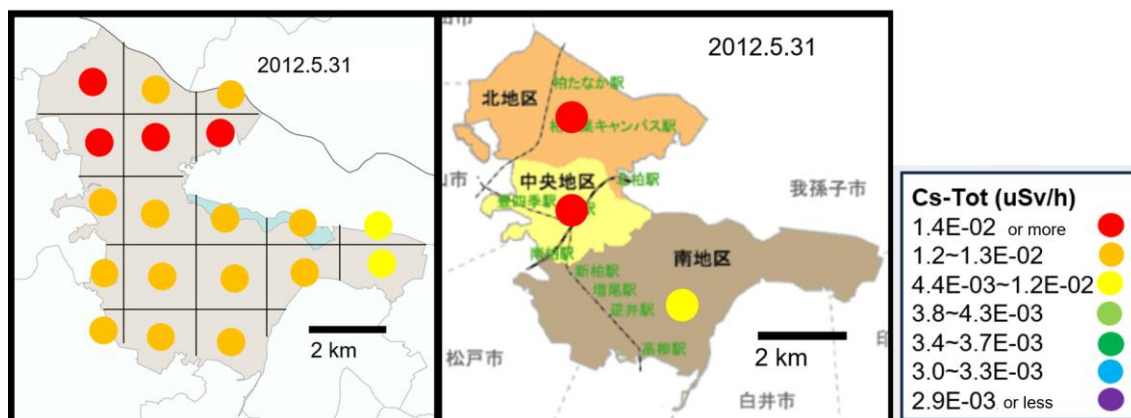 2012.5.31
2 km
2012.5.31
柏たなか駅
北地区
キャンパス駅
中央地区
北柏駅
我孫子市
豊四季駅
駅
南柏駅
新柏駅
南地区
増尾駅
逆井駅
高柳駅
2 km
松戸市
白井市
印
Cs-Tot (uSv/h)
1.4E-02 or more
1.2~1.3E-02
4.4E-03~1.2E-02
3.8~4.3E-03
3.4~3.7E-03
3.0~3.3E-03
2.9E-03 or less